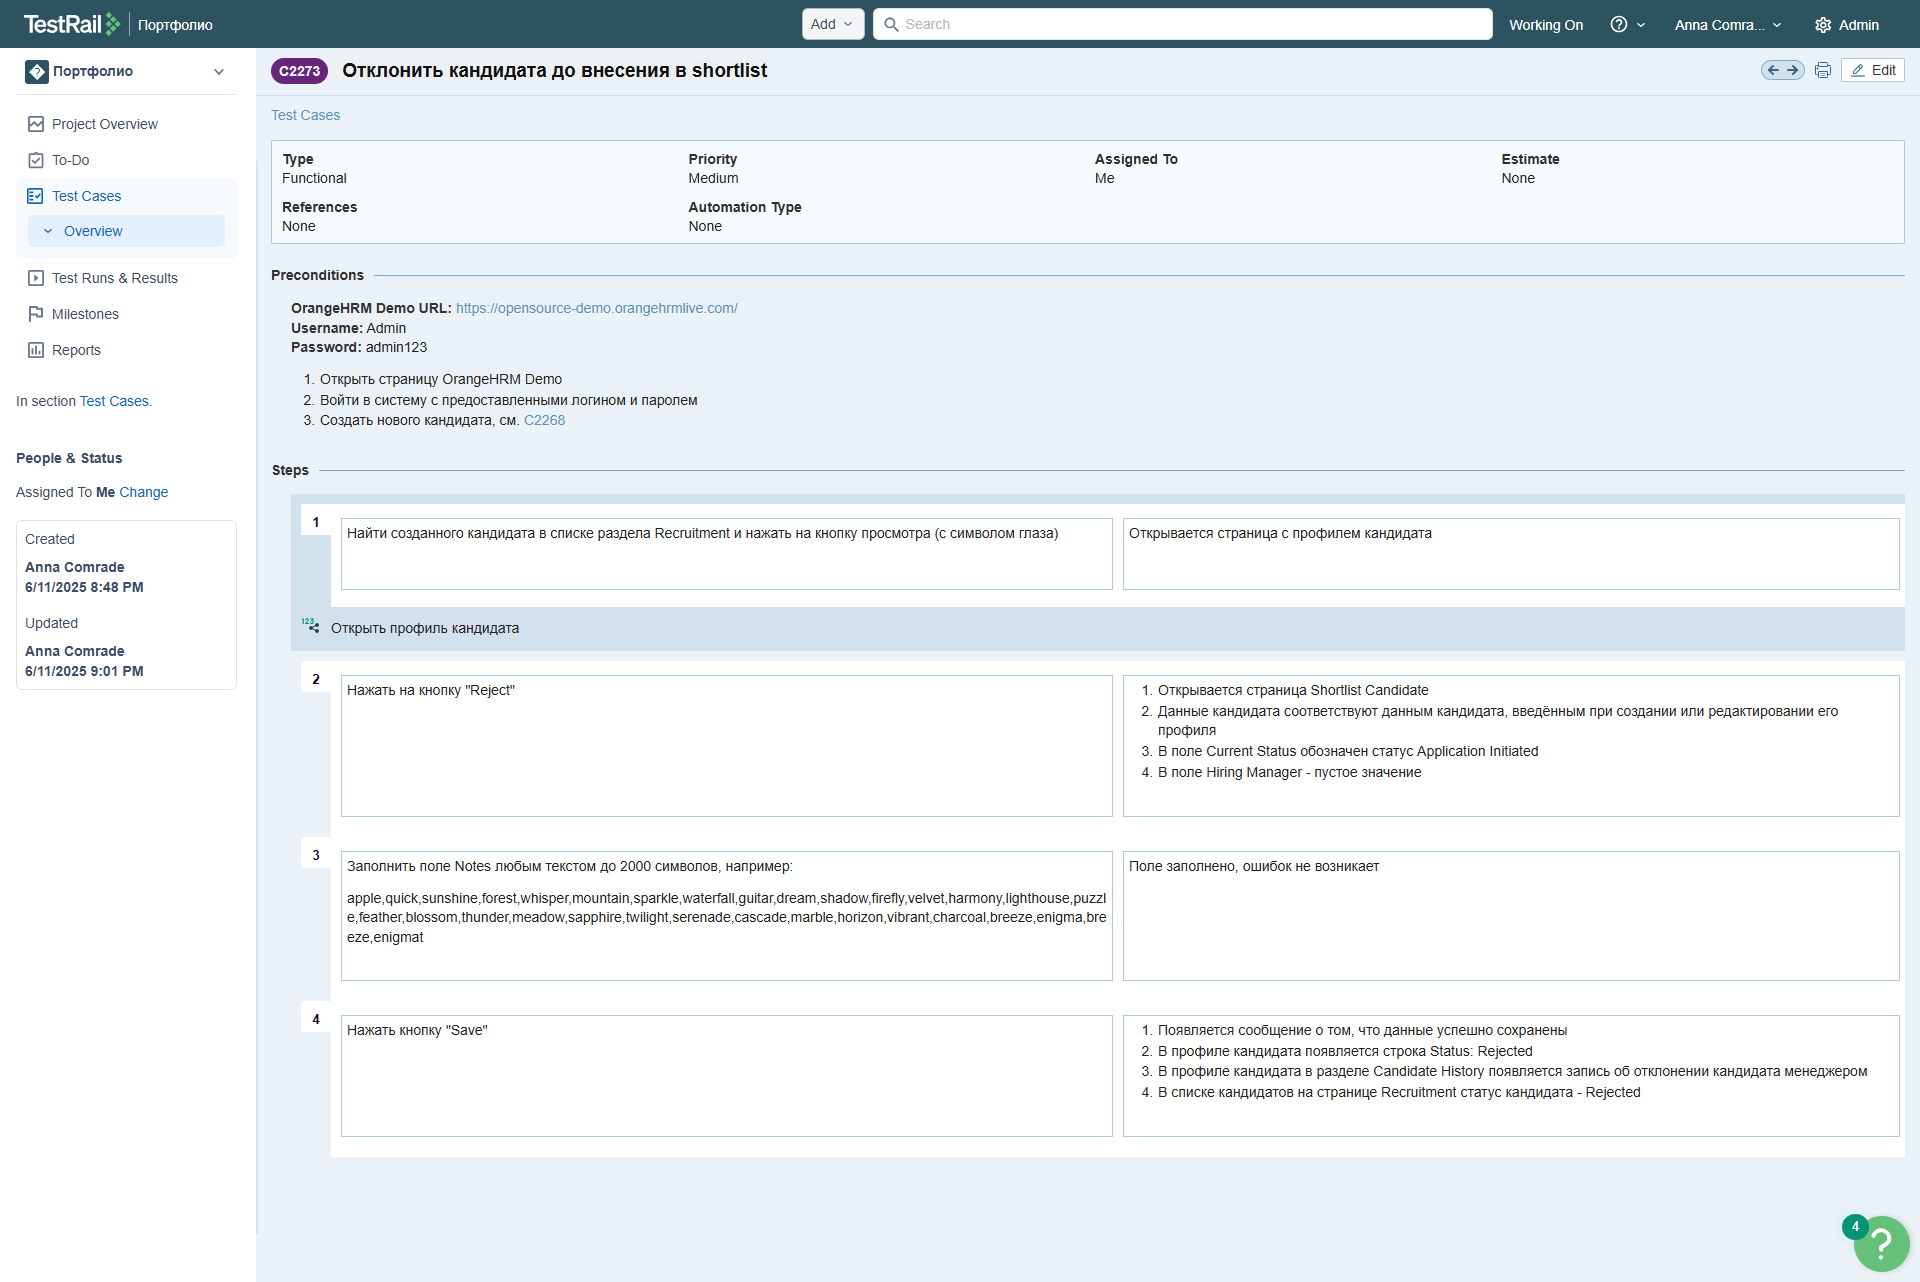 TestRail
Портфолио
Add
Search
Working On
Anna Comra...
Admin
Портфолио
Project Overview
To-Do
Test Cases
Overview
Test Runs & Results
Milestones
Reports
In section Test Cases.
People & Status
Assigned To Me Change
Created
Anna Comrade
6/11/2025 8:48 PM
Updated
Anna Comrade
6/11/2025 9:01 PM
C2273
Отклонить кандидата до внесения в shortlist
Edit
Test Cases
Type
Functional
Priority
Medium
Assigned To
Me
Estimate
None
References
None
Automation Type
None
Preconditions
OrangeHRM Demo URL: https://opensource-demo.orangehrmlive.com/
Username: Admin
Password: admin123
1. Открыть страницу OrangeHRM Demo
2. Войти в систему с предоставленными логином и паролем
3. Создать нового кандидата, см. C2268
Steps
1
Найти созданного кандидата в списке раздела Recruitment и нажать на кнопку просмотра (с символом глаза)
Открывается страница с профилем кандидата
123
Открыть профиль кандидата
2
Нажать на кнопку "Reject"
1. Открывается страница Shortlist Candidate
2. Данные кандидата соответствуют данным кандидата, введённым при создании или редактировании его
профиля
3. В поле Current Status обозначен статус Application Initiated
4. В поле Hiring Manager - пустое значение
3
Заполнить поле Notes любым текстом до 2000 символов, например:
apple,quick,sunshine,forest,whisper,mountain,sparkle,waterfall,guitar,dream,shadow,firefly,velvet,harmony,lighthouse,puzzl
e,feather,blossom,thunder,meadow,sapphire,twilight,serenade,cascade,marble,horizon,vibrant,charcoal,breeze,enigma,bre
eze,enigmat
Поле заполнено, ошибок не возникает
4
Нажать кнопку "Save"
1. Появляется сообщение о том, что данные успешно сохранены
2. В профиле кандидата появляется строка Status: Rejected
3. В профиле кандидата в разделе Candidate History появляется запись об отклонении кандидата менеджером
4. В списке кандидатов на странице Recruitment статус кандидата - Rejected
4